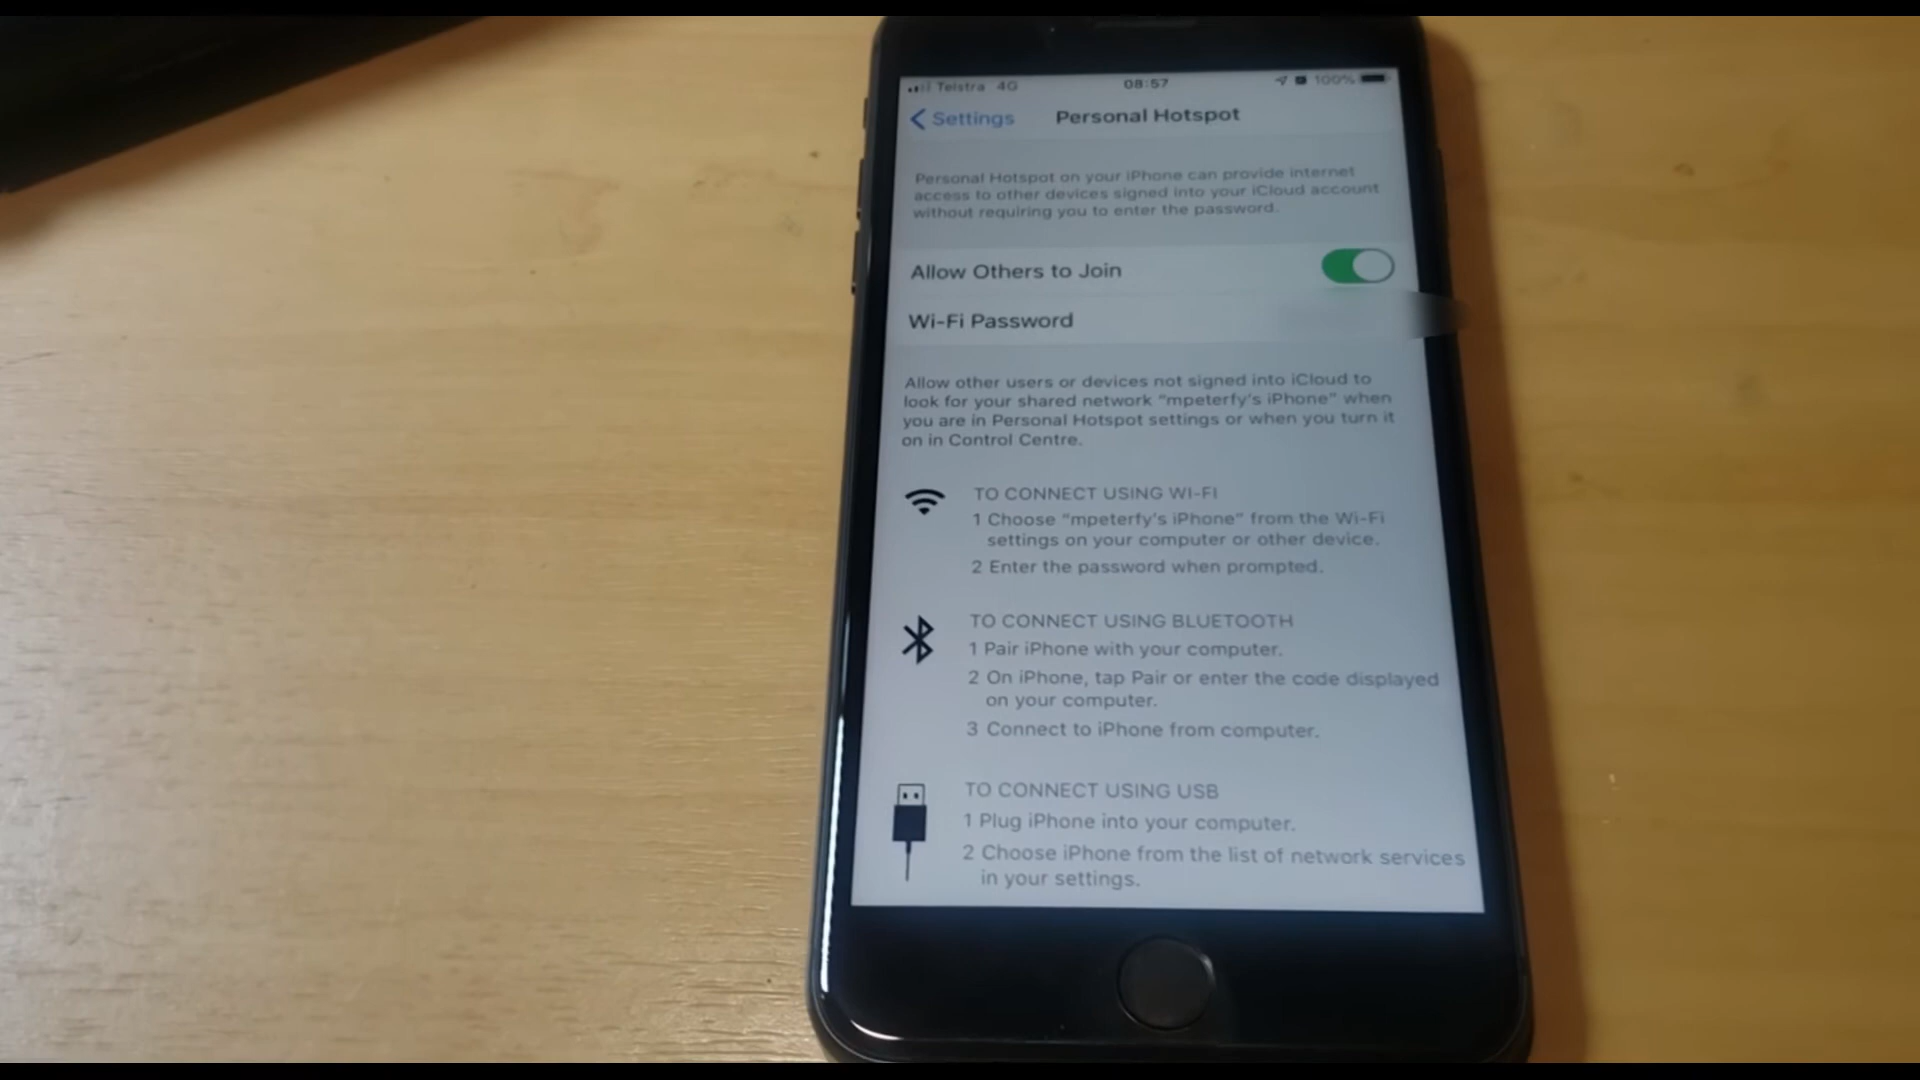 Telstra 4G 08:57 100%
Settings Personal Hotspot
Personal Hotspot on your iPhone can provide internet
access to other devices signed into your iCloud account
without requiring you to enter the password.
Allow Others to Join
Wi-Fi Password
Allow other users or devices not signed into iCloud to
look for your shared network “mpeterfy’s iPhone” when
you are in Personal Hotspot settings or when you turn it
on in Control Centre.
TO CONNECT USING WI-FI
1 Choose “mpeterfy’s iPhone” from the Wi-Fi
settings on your computer or other device.
2 Enter the password when prompted.
TO CONNECT USING BLUETOOTH
1 Pair iPhone with your computer.
2 On iPhone, tap Pair or enter the code displayed
on your computer.
3 Connect to iPhone from computer.
TO CONNECT USING USB
1 Plug iPhone into your computer.
2 Choose iPhone from the list of network services
in your settings.